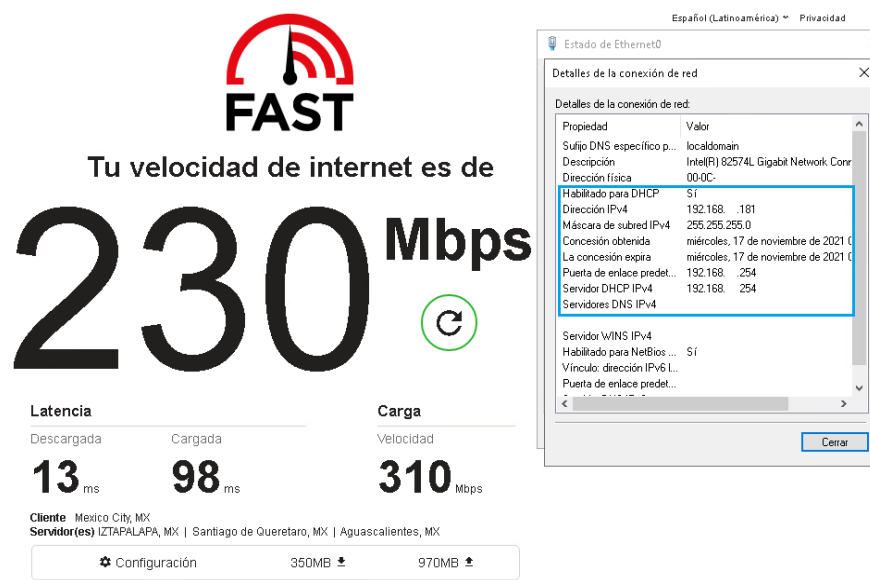 Español (Latinoamérica) Privacidad
FAST
Tu velocidad de internet es de
230 Mbps
Latencia
Descargada Cargada
13 ms 98 ms
Carga
Velocidad
310 Mbps
Cliente Mexico City, MX
Servidor(es) IZTAPALAPA, MX | Santiago de Queretaro, MX | Aguascalientes, MX
Configuración 350MB 970MB
Estado de Ethernet0
Detalles de la conexión de red
Detalles de la conexión de red:
Propiedad Valor
Sufijo DNS específico p... localdomain
Descripción Intel(R) 82574L Gigabit Network Conr
Dirección física 00-0C-
Habilitado para DHCP Sí
Dirección IPv4 192.168. .181
Máscara de subred IPv4 255.255.255.0
Concesión obtenida miércoles, 17 de noviembre de 2021 0
La concesión expira miércoles, 17 de noviembre de 2021 0
Puerta de enlace predet... 192.168. .254
Servidor DHCP IPv4 192.168. 254
Servidores DNS IPv4
Servidor WINS IPv4
Habilitado para NetBios ... Sí
Vínculo: dirección IPv6 l...
Puerta de enlace predet...
Cerrar